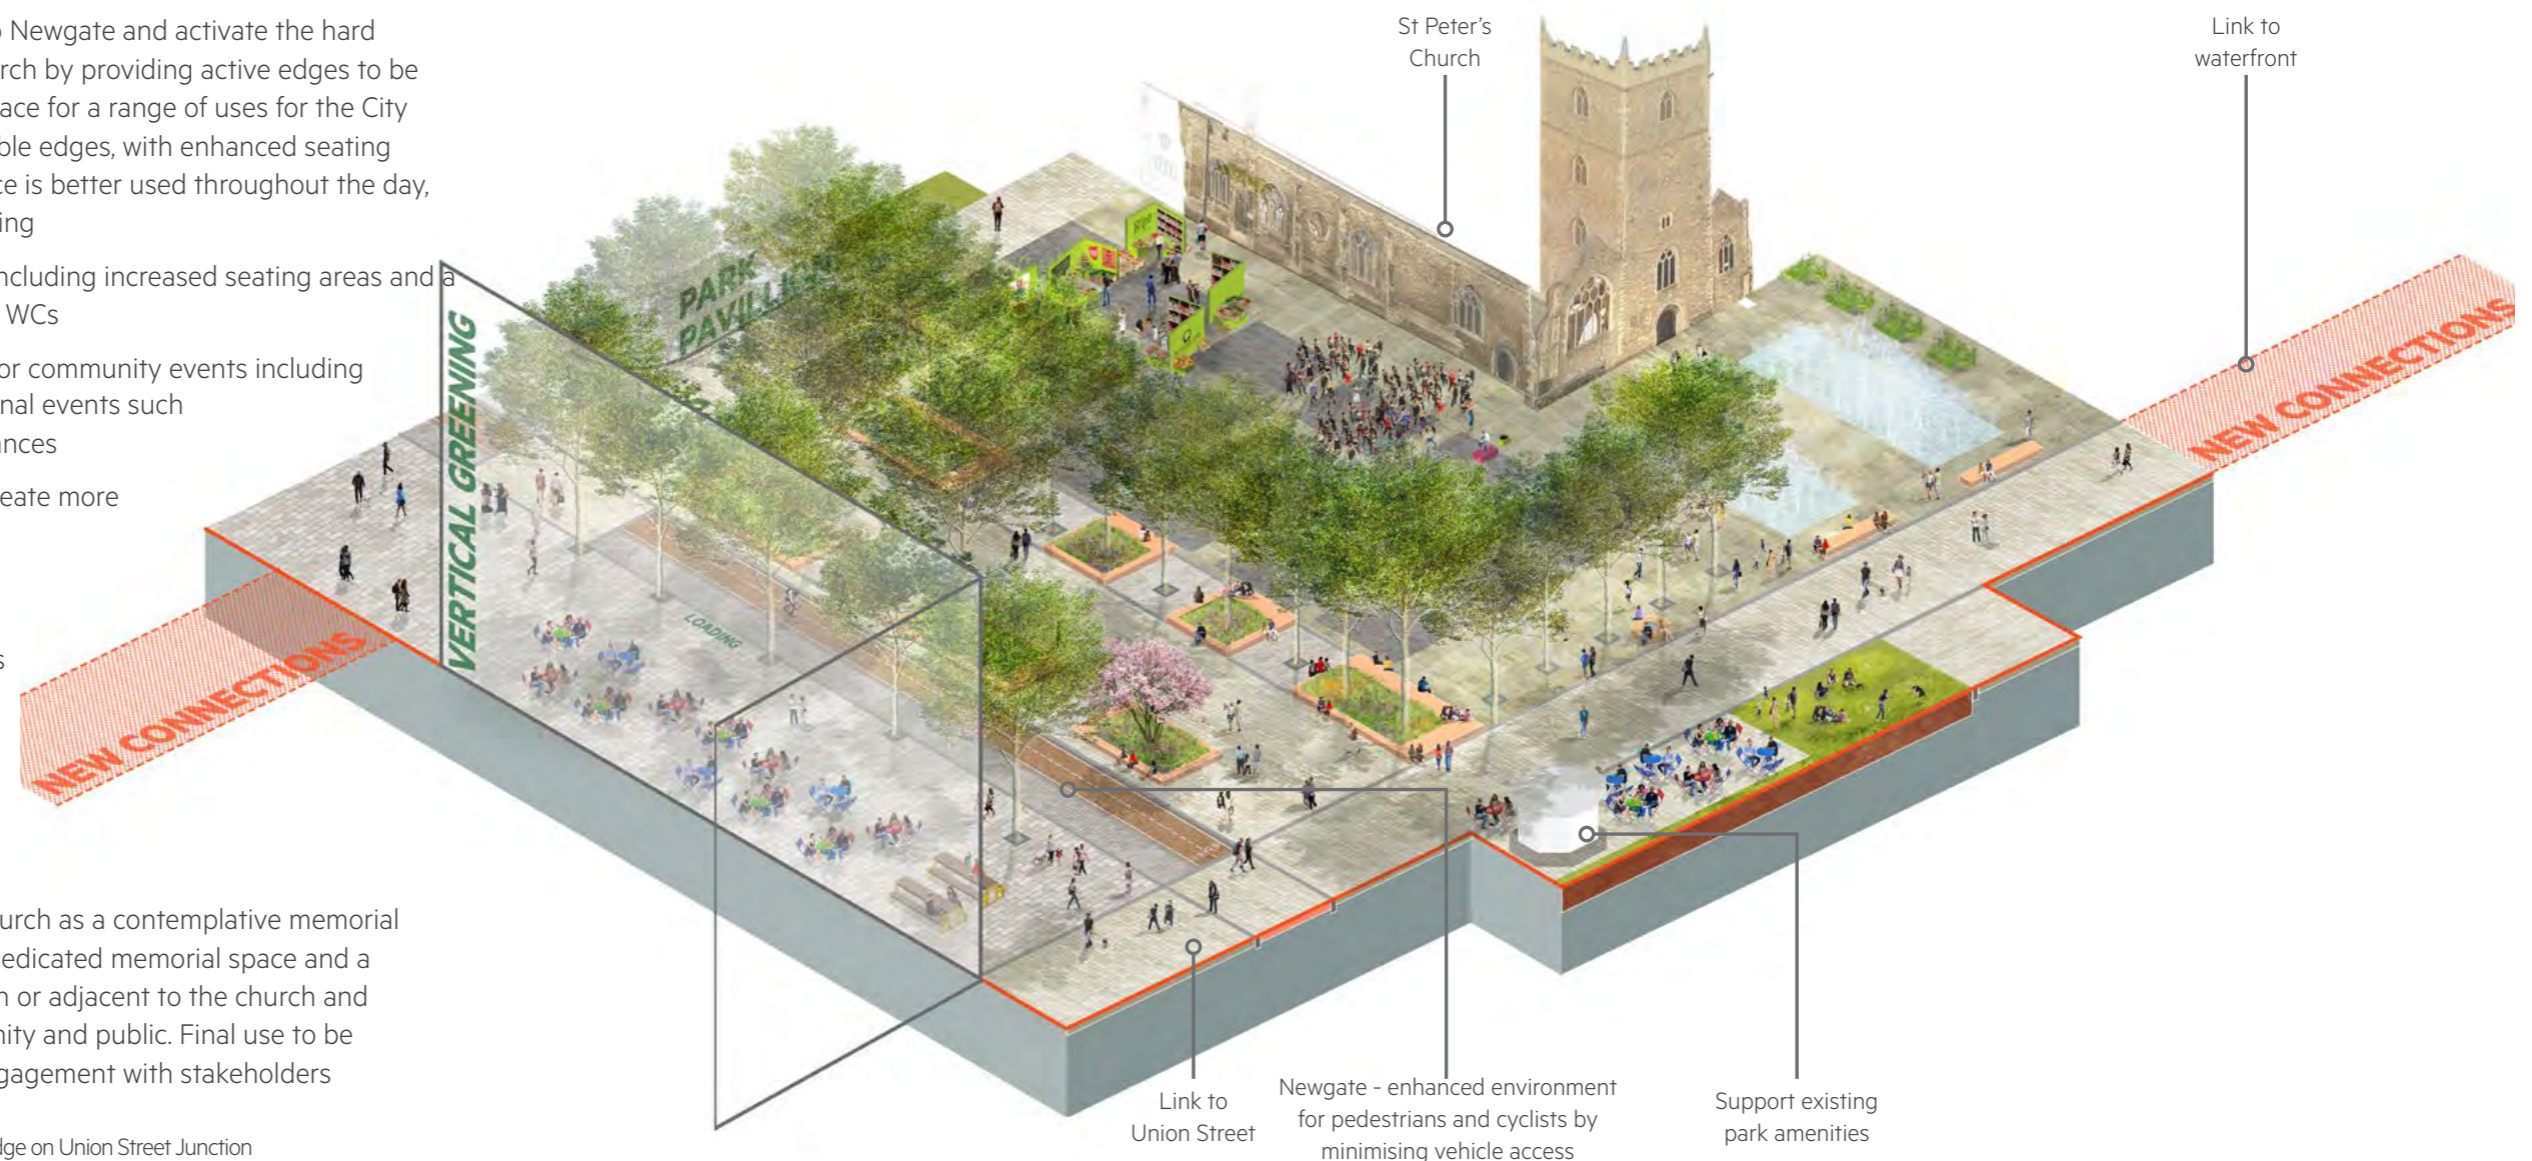 Newgate and activate the hard
rch by providing active edges to be
ace for a range of uses for the City
ble edges, with enhanced seating
ce is better used throughout the day,
ing
ncluding increased seating areas and a
WCs
or community events including
nal events such
ances
eate more
s
urch as a contemplative memorial
edicated memorial space and a
n or adjacent to the church and
nity and public. Final use to be
gagement with stakeholders
dge on Union Street Junction
St Peter's
Church
Link to
waterfront
PARK
PAVILLION
VERTICAL GREENING
LOADING
NEW CONNECTIONS
NEW CONNECTIONS
Link to
Union Street
Newgate - enhanced environment
for pedestrians and cyclists by
minimising vehicle access
Support existing
park amenities